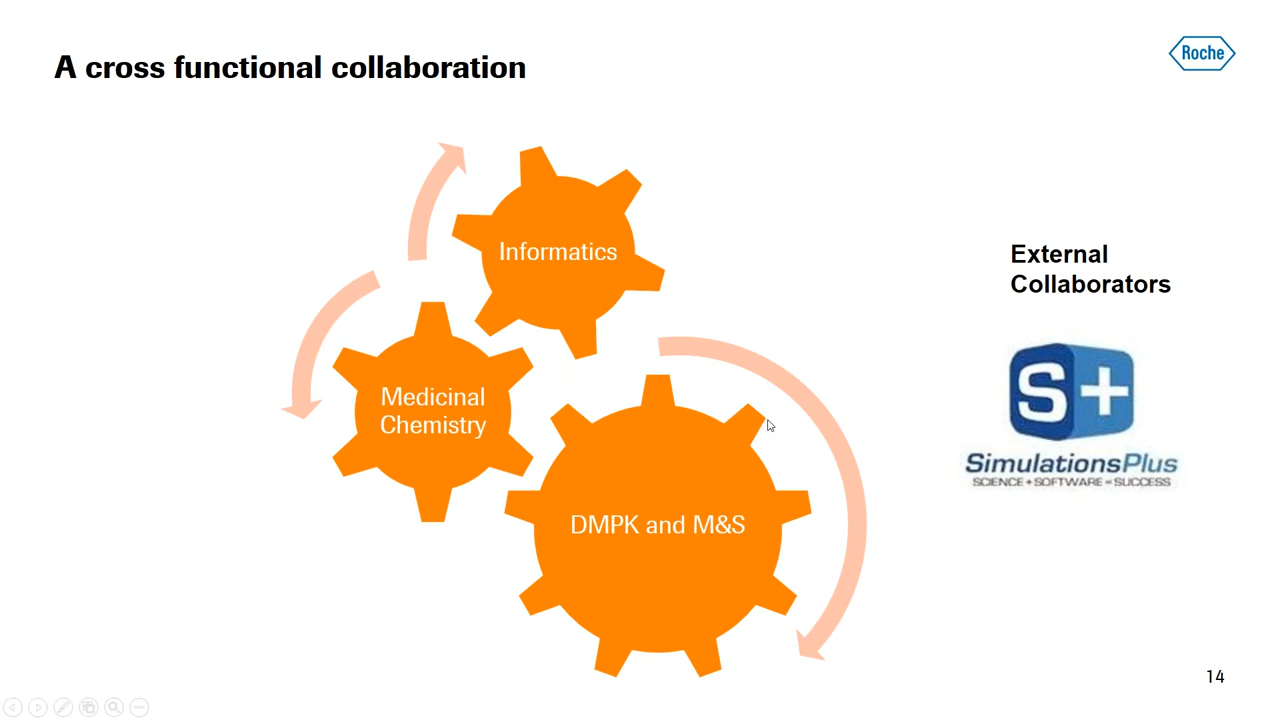 A cross functional collaboration
Roche
Informatics
Medicinal
Chemistry
DMPK and M&S
External
Collaborators
S+
SimulationsPlus
SCIENCE + SOFTWARE = SUCCESS
14